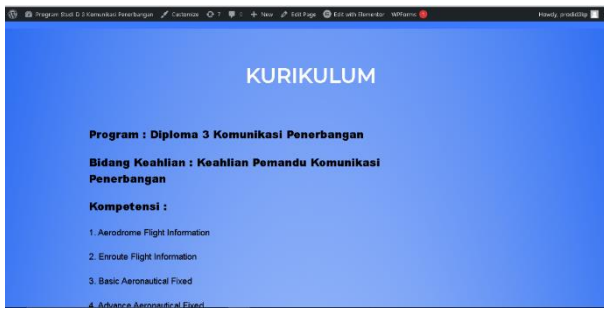 Program Studi D 3 Komunikasi Penerbangan Customize 7 + New Edit Page Edit with Elementor WPForms Howdy,
KURIKULUM
Program : Diploma 3 Komunikasi Penerbangan
Bidang Keahlian : Keahlian Pemandu Komunikasi
Penerbangan
Kompetensi :
1. Aerodrome Flight Information
2. Enroute Flight Information
3. Basic Aeronautical Fixed
4. Advance Aeronautical Fixed